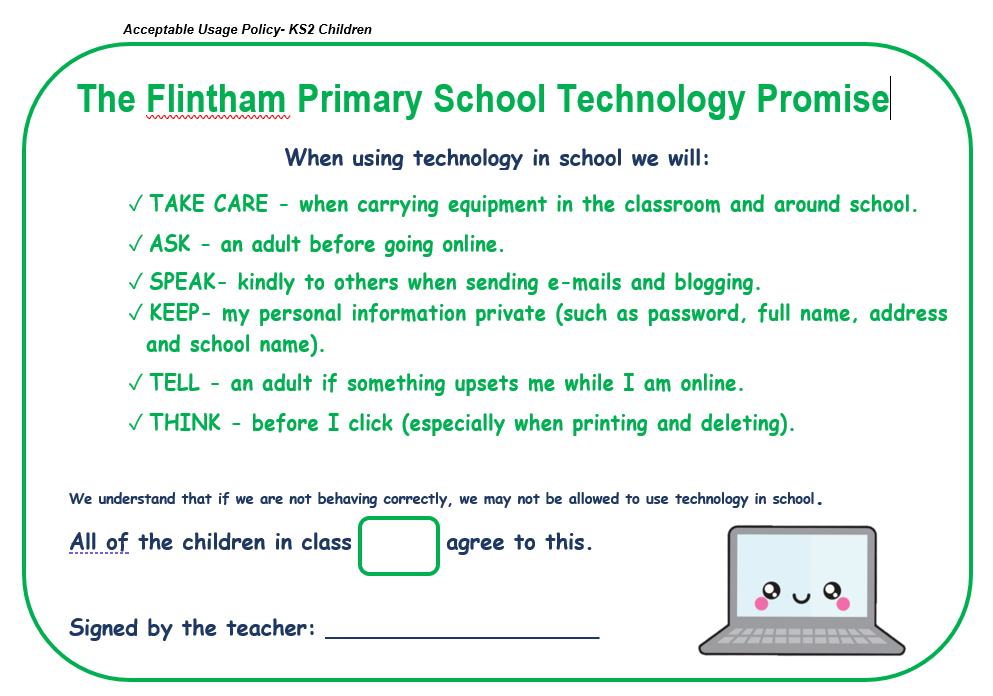 Acceptable Usage Policy- KS2 Children
The Flintham Primary School Technology Promise
When using technology in school we will:
✓ TAKE CARE - when carrying equipment in the classroom and around school.
✓ ASK - an adult before going online.
✓ SPEAK- kindly to others when sending e-mails and blogging.
✓ KEEP- my personal information private (such as password, full name, address
and school name).
✓ TELL - an adult if something upsets me while I am online.
✓ THINK - before I click (especially when printing and deleting).
We understand that if we are not behaving correctly, we may not be allowed to use technology in school.
All of the children in class agree to this.
Signed by the teacher: ______________________